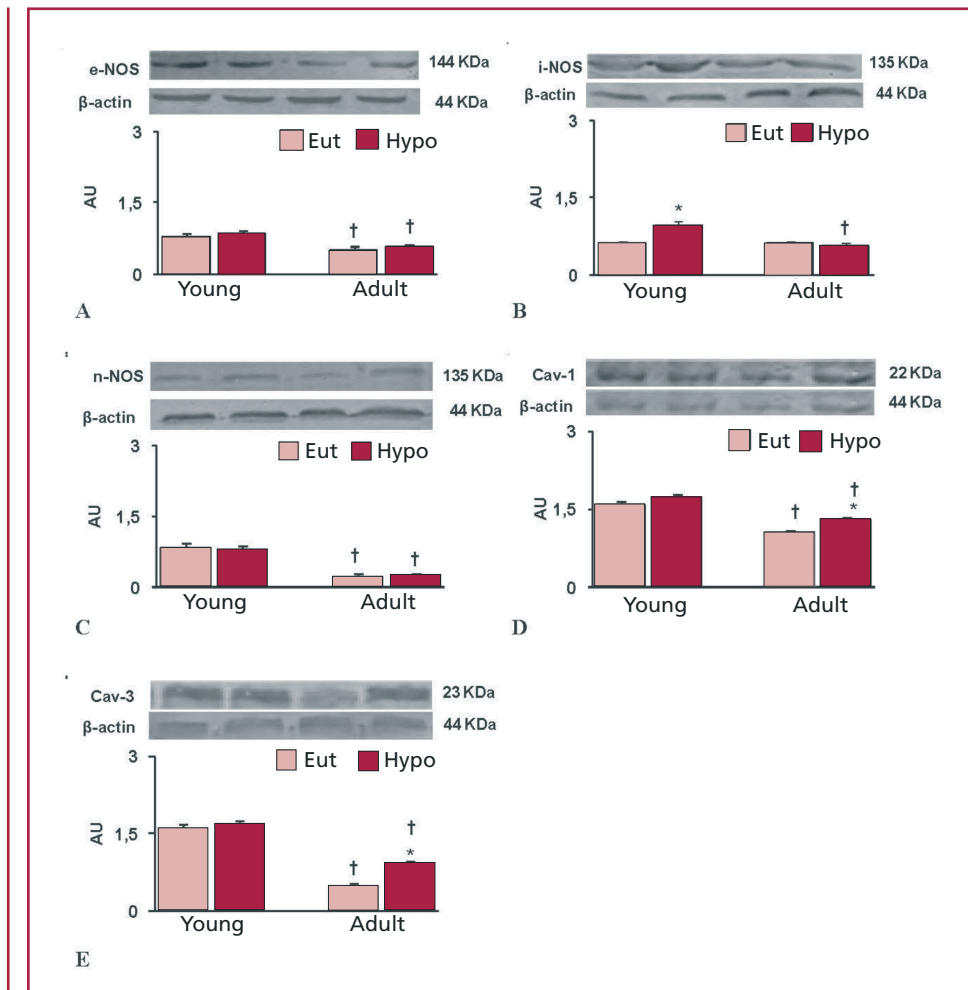 e-NOS 144 KDa
β-actin 44 KDa
3
Eut Hypo
AU
1,5
† †
0
Young Adult
A
i-NOS 135 KDa
β-actin 44 KDa
3
Eut Hypo
AU
1,5
* †
0
Young Adult
B
n-NOS 135 KDa
β-actin 44 KDa
3
Eut Hypo
AU
1,5
† †
0
Young Adult
C
Cav-1 22 KDa
β-actin 44 KDa
3
Eut Hypo
AU
1,5
†
† *
0
Young Adult
D
Cav-3 23 KDa
β-actin 44 KDa
3
Eut Hypo
AU
1,5
†
† *
0
Young Adult
E